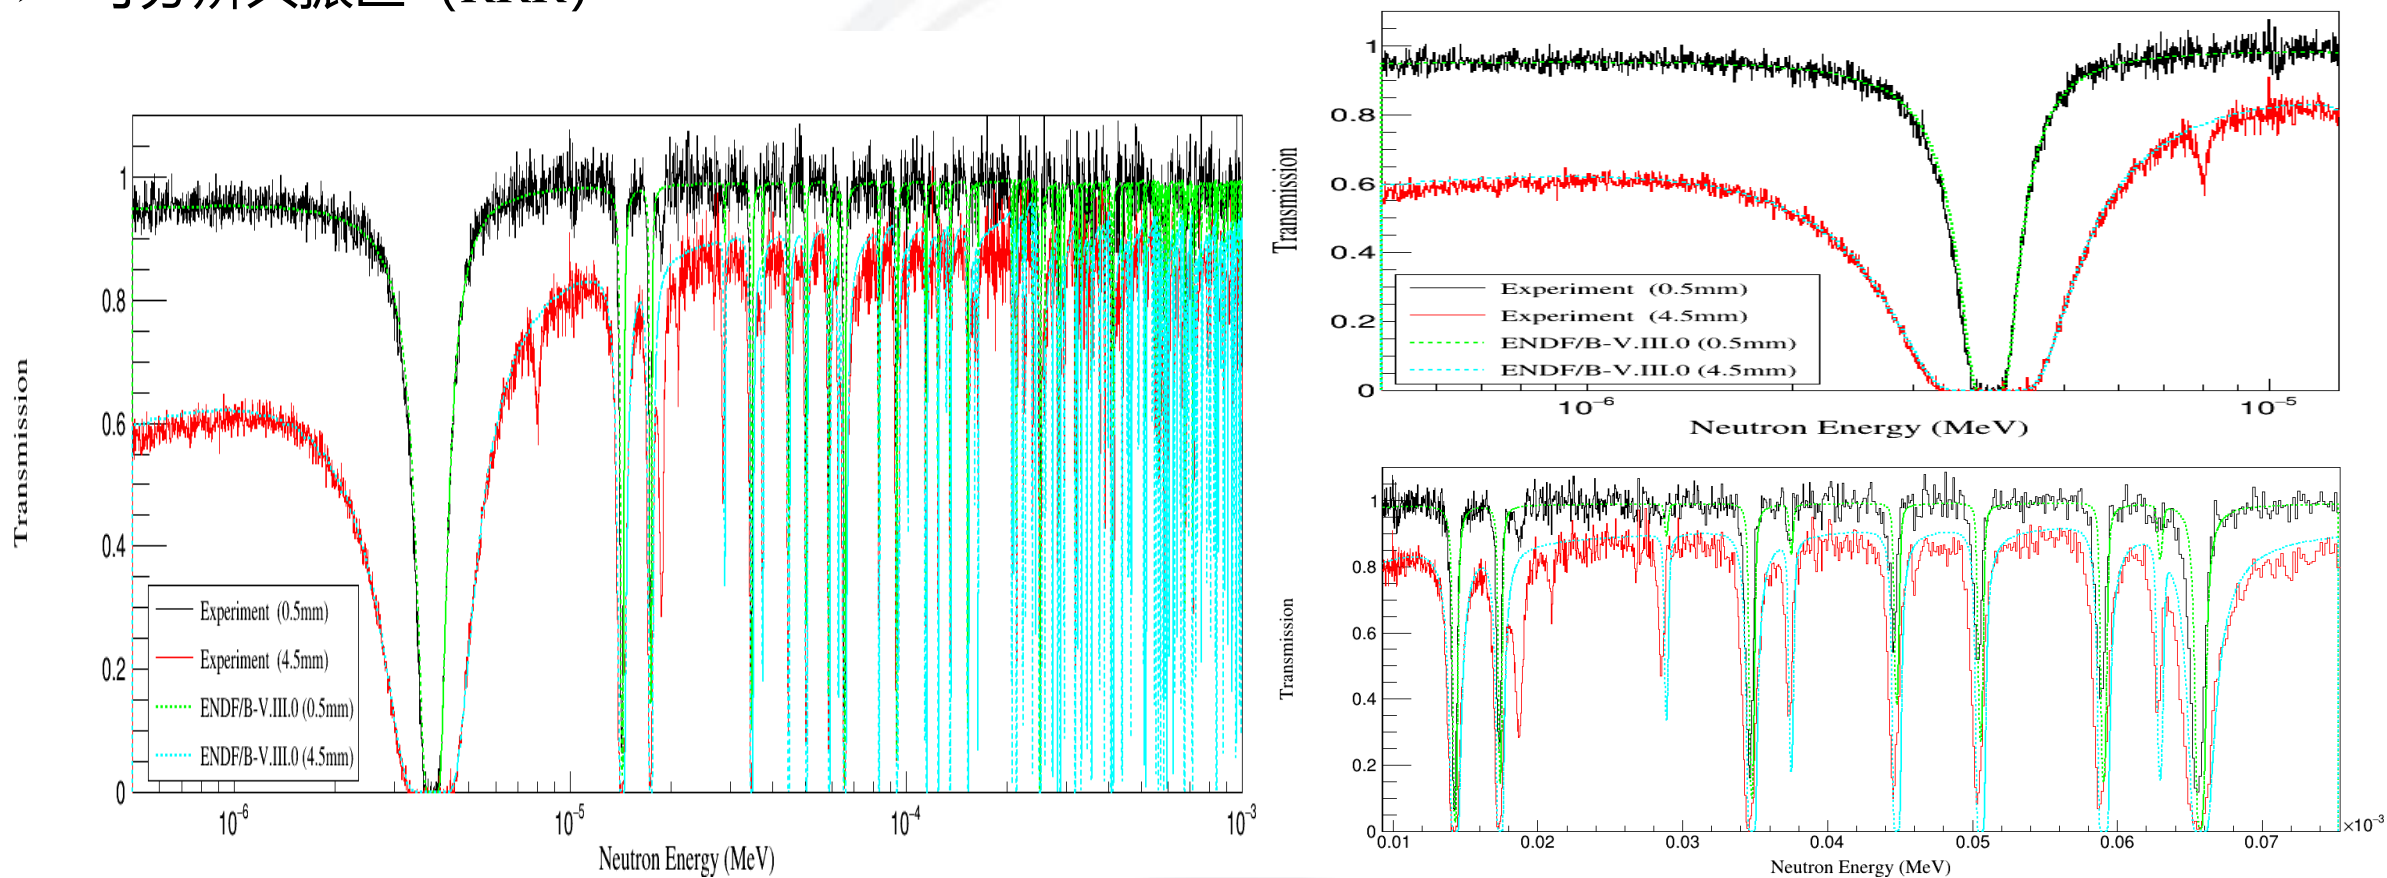 (RRR)
1
0.8
0.6
0.4
0.2
0
Transmission
Experiment (0.5mm)
Experiment (4.5mm)
ENDF/B-V.III.0 (0.5mm)
ENDF/B-V.III.0 (4.5mm)
10⁻⁶
10⁻⁵
10⁻⁴
10⁻³
Neutron Energy (MeV)
1
0.8
0.6
0.4
0.2
0
Transmission
Experiment (0.5mm)
Experiment (4.5mm)
ENDF/B-V.III.0 (0.5mm)
ENDF/B-V.III.0 (4.5mm)
10⁻⁶
10⁻⁵
Neutron Energy (MeV)
1
0.8
0.6
0.4
0.2
0
Transmission
0.01
0.02
0.03
0.04
0.05
0.06
0.07
×10⁻³
Neutron Energy (MeV)